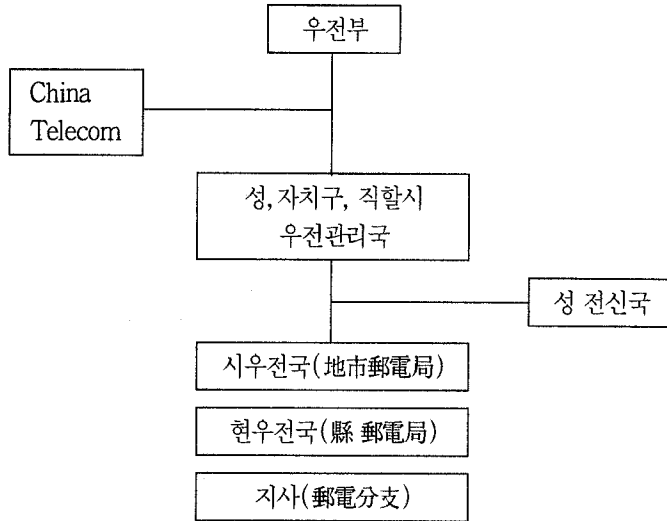 우전부
China
Telecom
성, 자치구, 직할시
우전관리국
성 전신국
시우전국(地市郵電局)
현우전국(縣 郵電局)
지사(郵電分支)